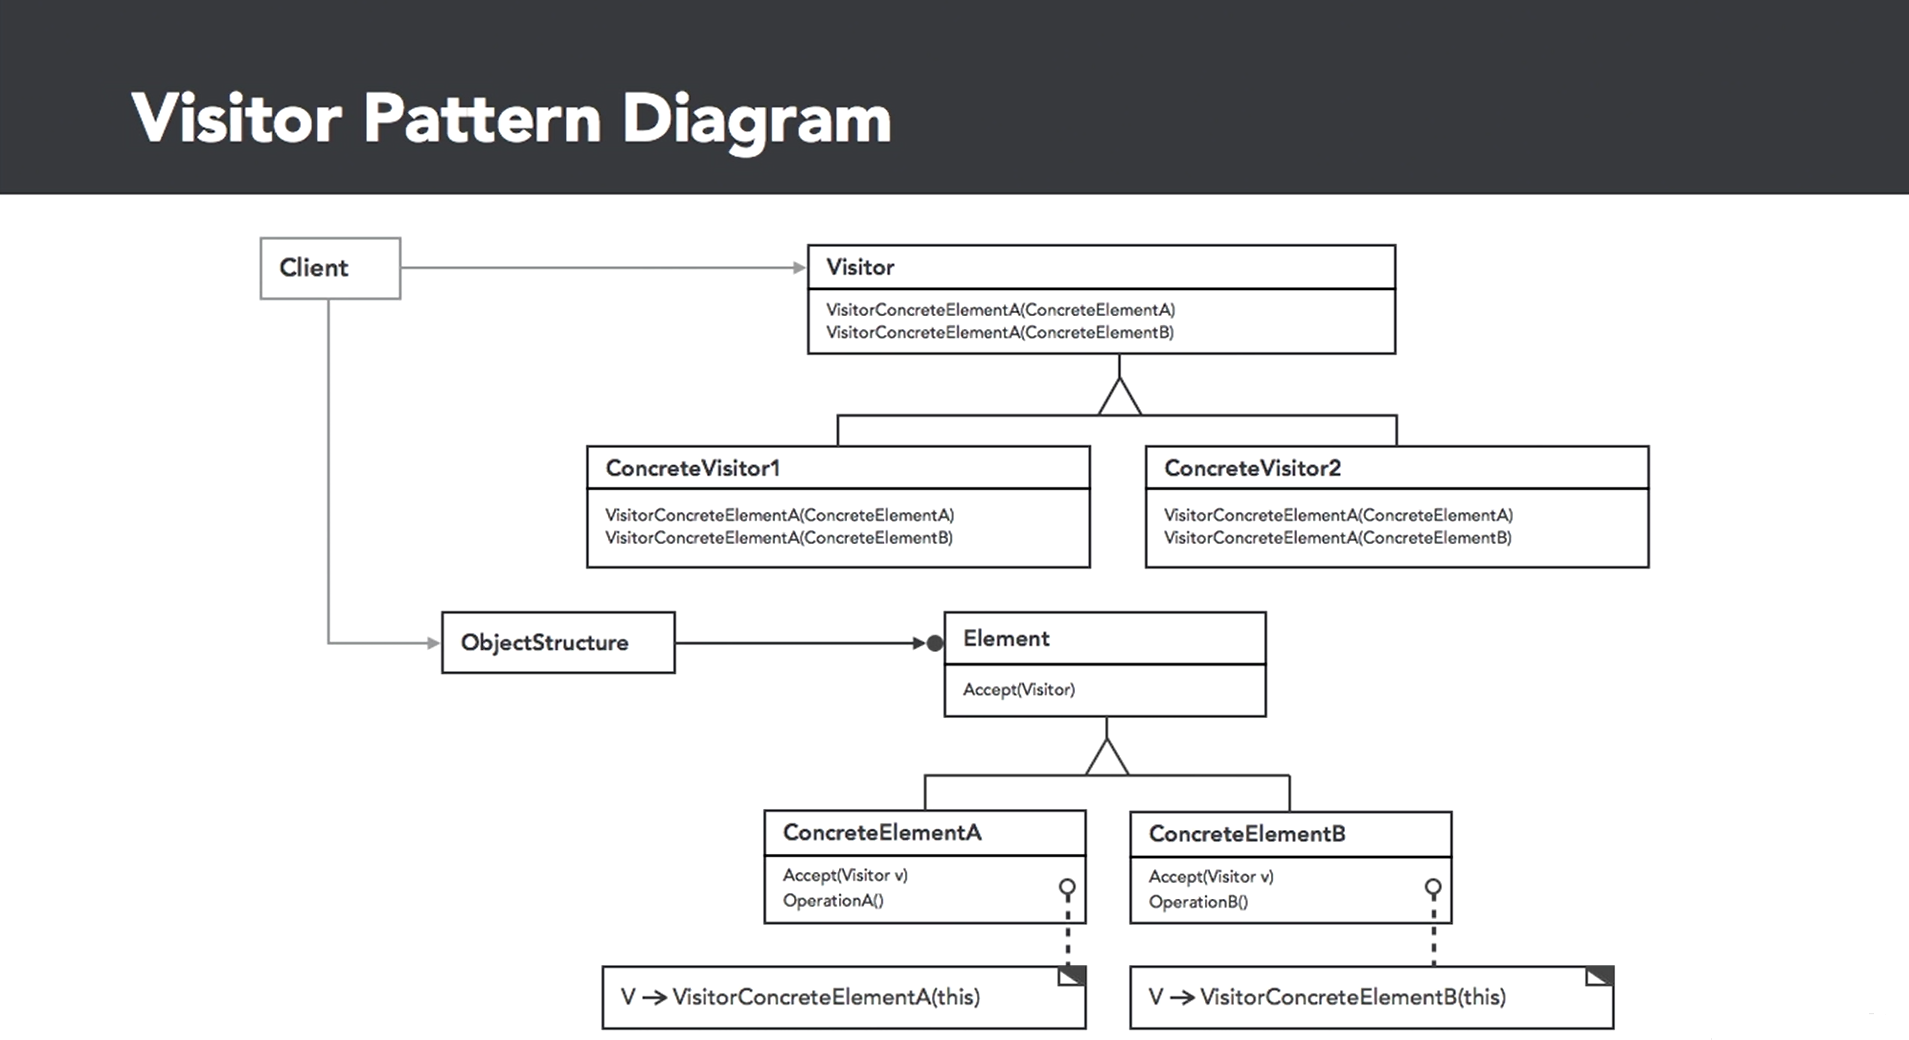 Visitor Pattern Diagram
Client
Visitor
VisitorConcreteElementA(ConcreteElementA)
VisitorConcreteElementA(ConcreteElementB)
ConcreteVisitor1
VisitorConcreteElementA(ConcreteElementA)
VisitorConcreteElementA(ConcreteElementB)
ConcreteVisitor2
VisitorConcreteElementA(ConcreteElementA)
VisitorConcreteElementA(ConcreteElementB)
ObjectStructure
Element
Accept(Visitor)
ConcreteElementA
Accept(Visitor v)
OperationA()
ConcreteElementB
Accept(Visitor v)
OperationB()
V → VisitorConcreteElementA(this)
V → VisitorConcreteElementB(this)